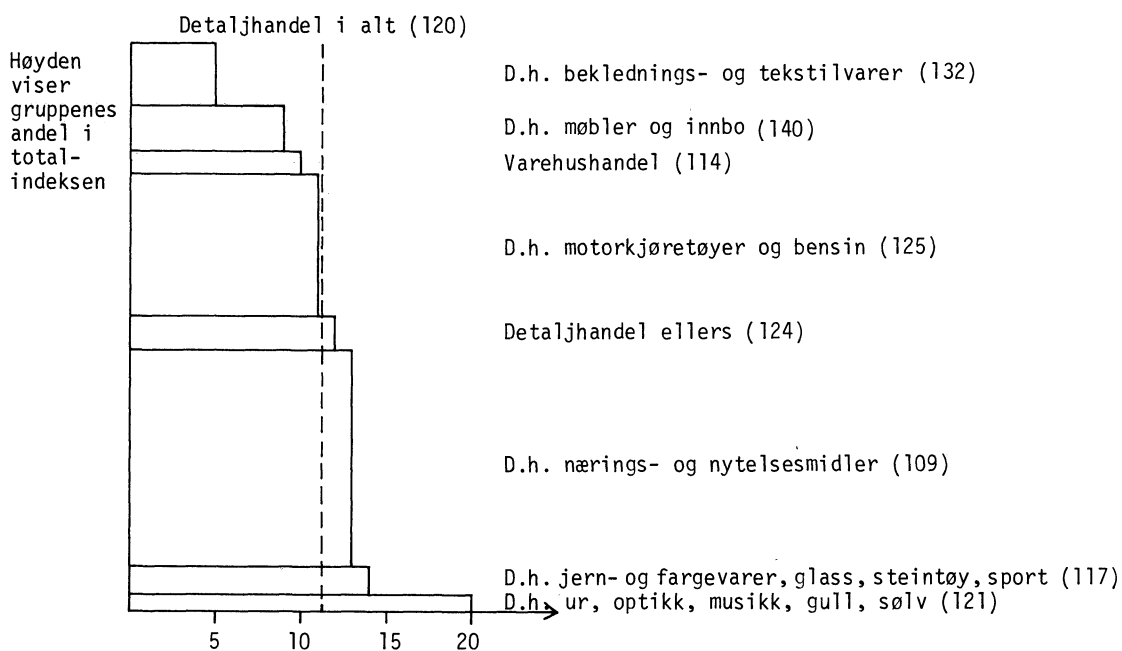 Detaljhandel i alt (120)
Høyden
viser
gruppenes
andel i
total-
indeksen
D.h. beklednings- og tekstilvarer (132)
D.h. møbler og innbo (140)
Varehushandel (114)
D.h. motorkjøretøyer og bensin (125)
Detaljhandel ellers (124)
D.h. nærings- og nytelsesmidler (109)
D.h. jern- og fargevarer, glass, steintøy, sport (117)
D.h. ur, optikk, musikk, gull, sølv (121)
5 10 15 20